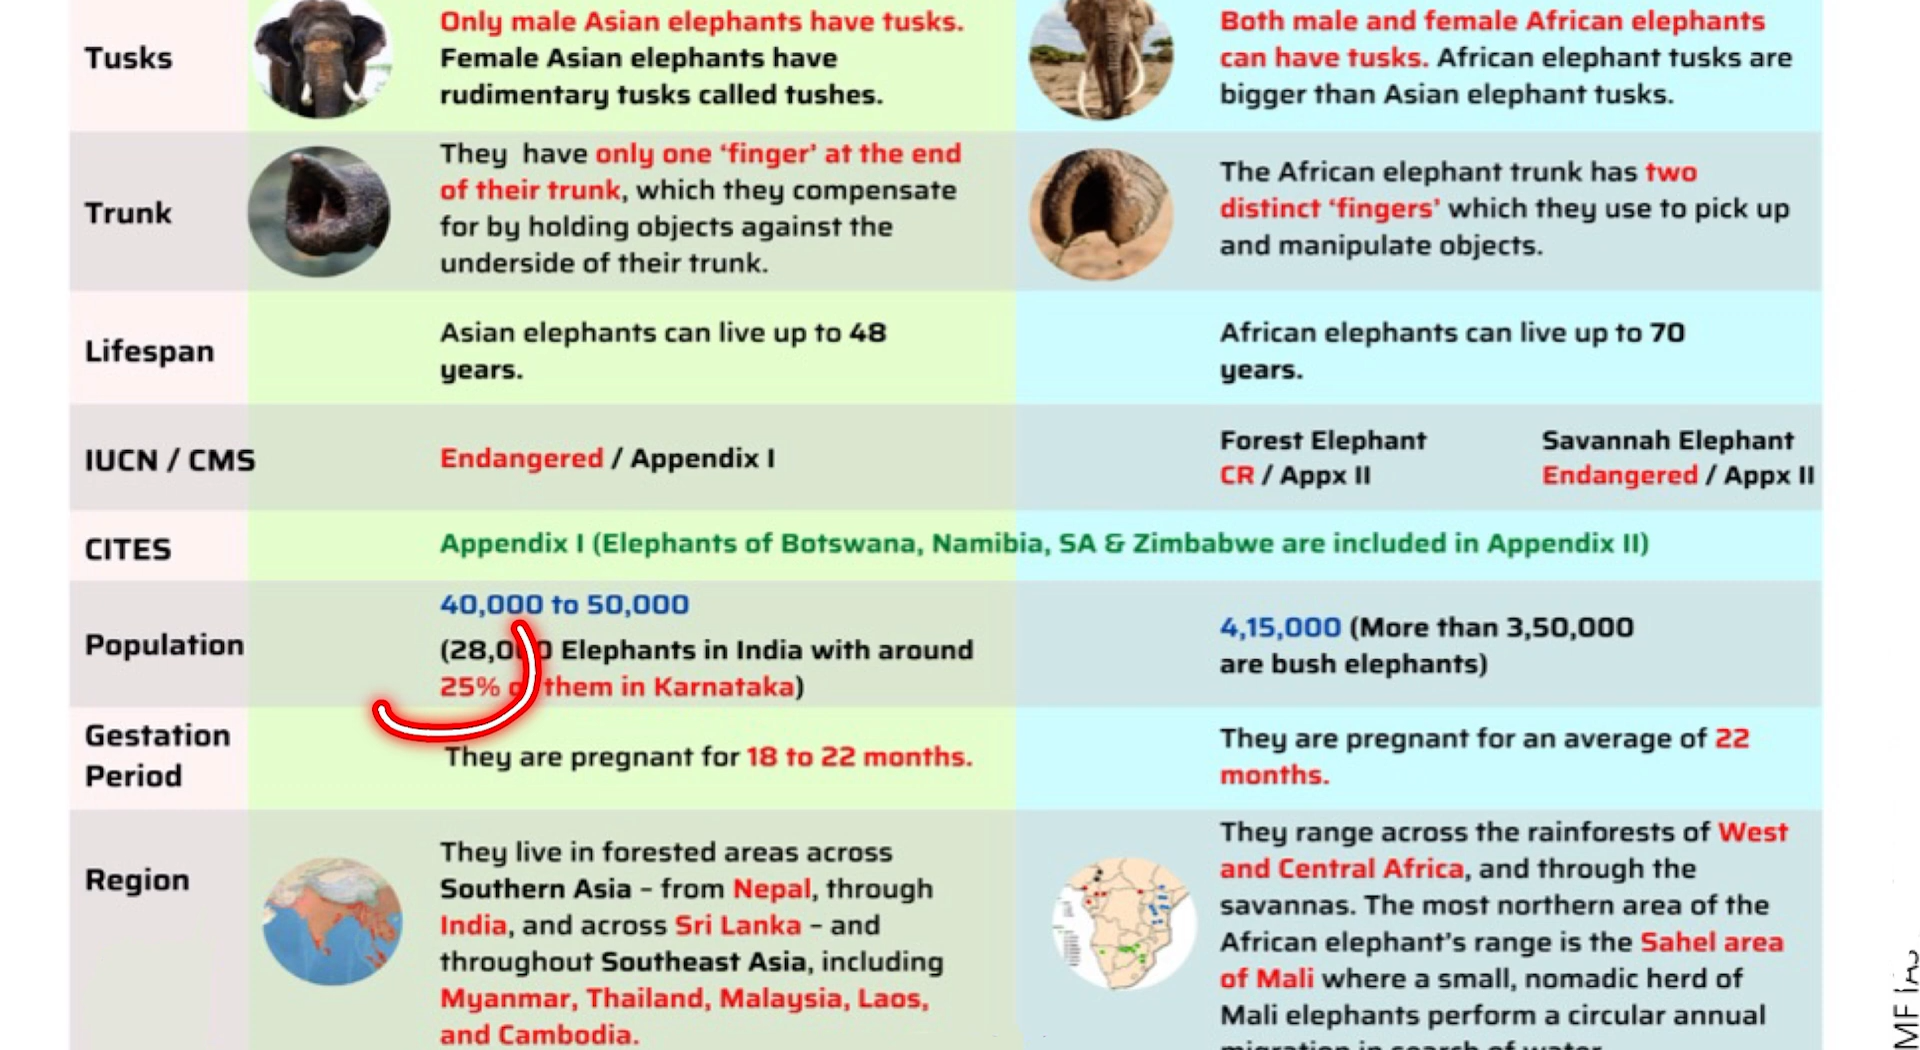 Tusks
Only male Asian elephants have tusks.
Female Asian elephants have
rudimentary tusks called tushes.
Both male and female African elephants
can have tusks. African elephant tusks are
bigger than Asian elephant tusks.
Trunk
They have only one ‘finger’ at the end
of their trunk, which they compensate
for by holding objects against the
underside of their trunk.
The African elephant trunk has two
distinct ‘fingers’ which they use to pick up
and manipulate objects.
Lifespan
Asian elephants can live up to 48
years.
African elephants can live up to 70
years.
IUCN / CMS
Endangered / Appendix I
Forest Elephant
CR / Appx II
Savannah Elephant
Endangered / Appx II
CITES
Appendix I (Elephants of Botswana, Namibia, SA & Zimbabwe are included in Appendix II)
Population
40,000 to 50,000
(28,000 Elephants in India with around
25% of them in Karnataka)
4,15,000 (More than 3,50,000
are bush elephants)
Gestation
Period
They are pregnant for 18 to 22 months.
They are pregnant for an average of 22
months.
Region
They live in forested areas across
Southern Asia – from Nepal, through
India, and across Sri Lanka – and
throughout Southeast Asia, including
Myanmar, Thailand, Malaysia, Laos,
and Cambodia.
They range across the rainforests of West
and Central Africa, and through the
savannas. The most northern area of the
African elephant’s range is the Sahel area
of Mali where a small, nomadic herd of
Mali elephants perform a circular annual
migration in search of water.